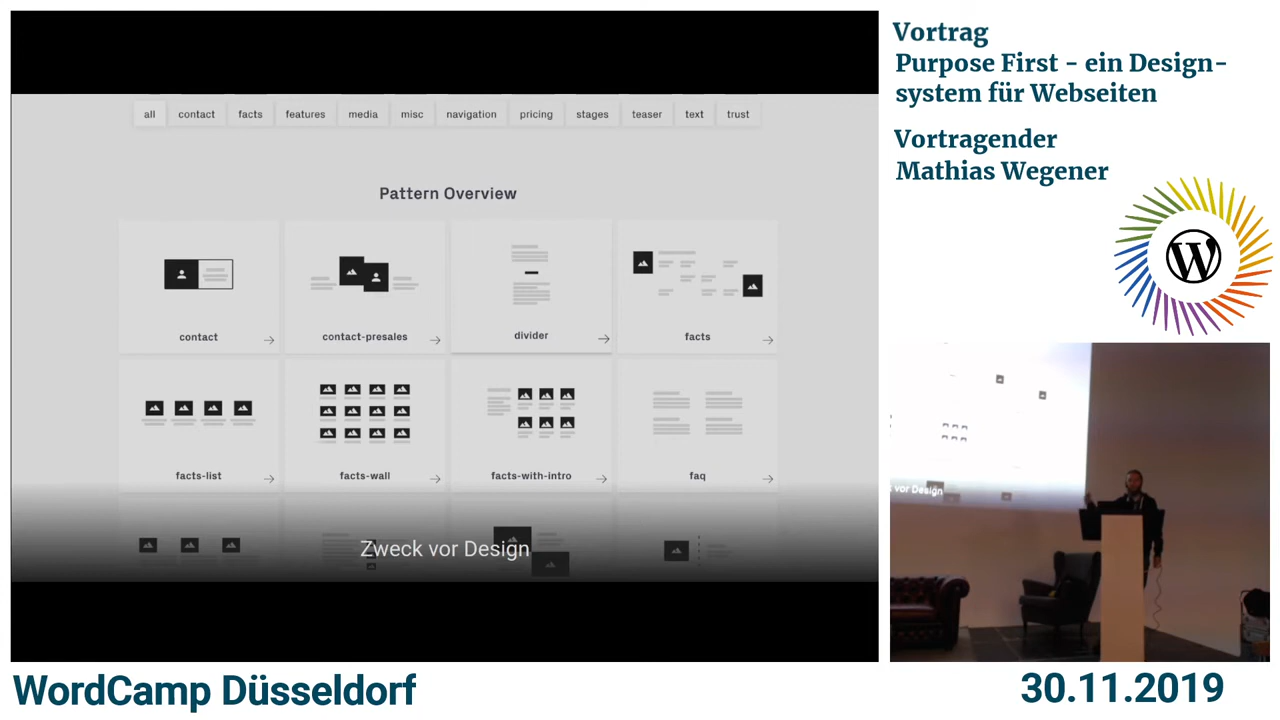 all contact facts features media misc navigation pricing stages teaser text trust
Pattern Overview
contact contact-presales divider facts
facts-list facts-wall facts-with-intro faq
Zweck vor Design
Vortrag
Purpose First - ein Design-
system für Webseiten
Vortragender
Mathias Wegener
W
vor Design
WordCamp Düsseldorf
30.11.2019